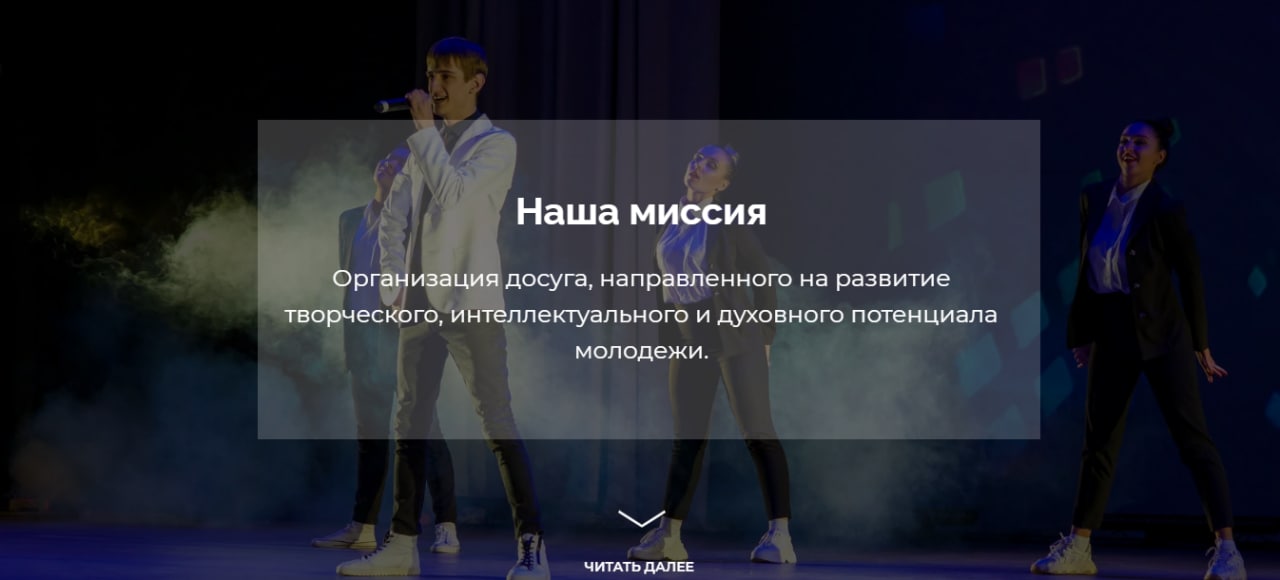 Наша миссия
Организация досуга, направленного на развитие
творческого, интеллектуального и духовного потенциала
молодежи.
ЧИТАТЬ ДАЛЕЕ